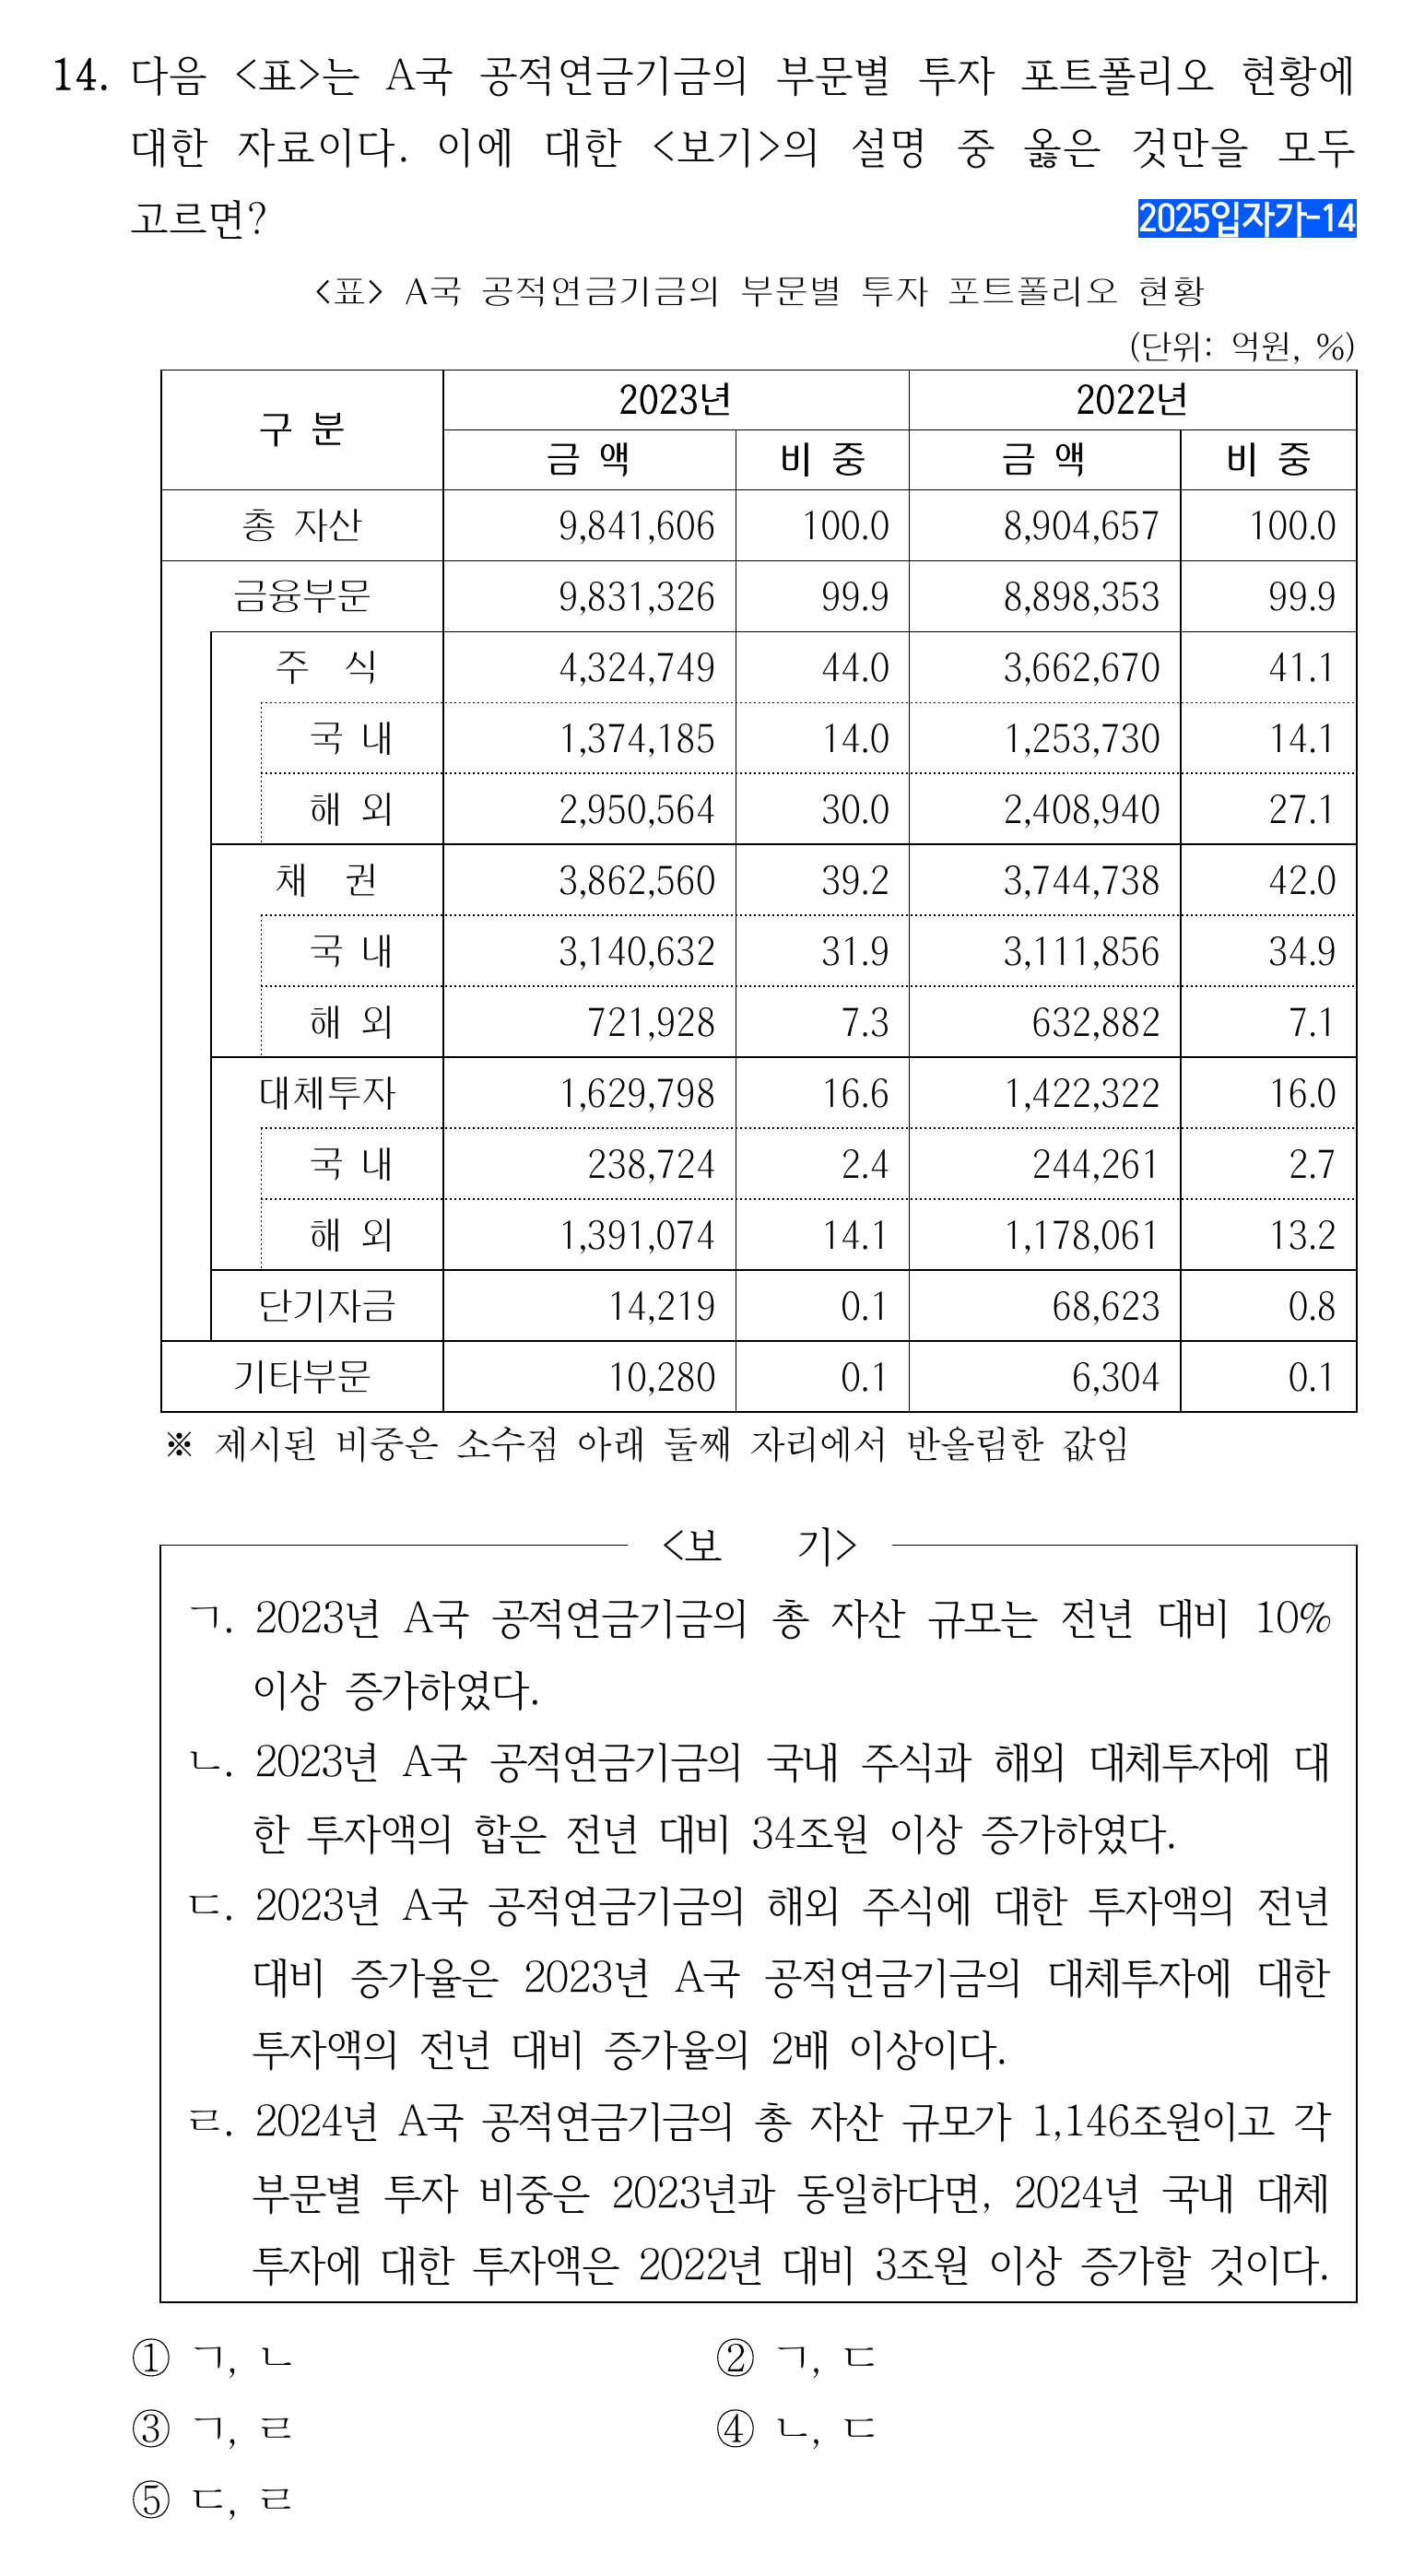 14. 다음 <표>는 A국 공적연금기금의 부문별 투자 포트폴리오 현황에
대한 자료이다. 이에 대한 <보기>의 설명 중 옳은 것만을 모두
고르면? 2025입자가-14
<표> A국 공적연금기금의 부문별 투자 포트폴리오 현황
(단위: 억원, %)
구 분 2023년 2022년
금 액 비 중 금 액 비 중
총 자산 9,841,606 100.0 8,904,657 100.0
금융부문 9,831,326 99.9 8,898,353 99.9
주 식 4,324,749 44.0 3,662,670 41.1
국 내 1,374,185 14.0 1,253,730 14.1
해 외 2,950,564 30.0 2,408,940 27.1
채 권 3,862,560 39.2 3,744,738 42.0
국 내 3,140,632 31.9 3,111,856 34.9
해 외 721,928 7.3 632,882 7.1
대체투자 1,629,798 16.6 1,422,322 16.0
국 내 238,724 2.4 244,261 2.7
해 외 1,391,074 14.1 1,178,061 13.2
단기자금 14,219 0.1 68,623 0.8
기타부문 10,280 0.1 6,304 0.1
※ 제시된 비중은 소수점 아래 둘째 자리에서 반올림한 값임
<보 기>
ㄱ. 2023년 A국 공적연금기금의 총 자산 규모는 전년 대비 10%
이상 증가하였다.
ㄴ. 2023년 A국 공적연금기금의 국내 주식과 해외 대체투자에 대
한 투자액의 합은 전년 대비 34조원 이상 증가하였다.
ㄷ. 2023년 A국 공적연금기금의 해외 주식에 대한 투자액의 전년
대비 증가율은 2023년 A국 공적연금기금의 대체투자에 대한
투자액의 전년 대비 증가율의 2배 이상이다.
ㄹ. 2024년 A국 공적연금기금의 총 자산 규모가 1,146조원이고 각
부문별 투자 비중은 2023년과 동일하다면, 2024년 국내 대체
투자에 대한 투자액은 2022년 대비 3조원 이상 증가할 것이다.
① ㄱ, ㄴ ② ㄱ, ㄷ
③ ㄱ, ㄹ ④ ㄴ, ㄷ
⑤ ㄷ, ㄹ